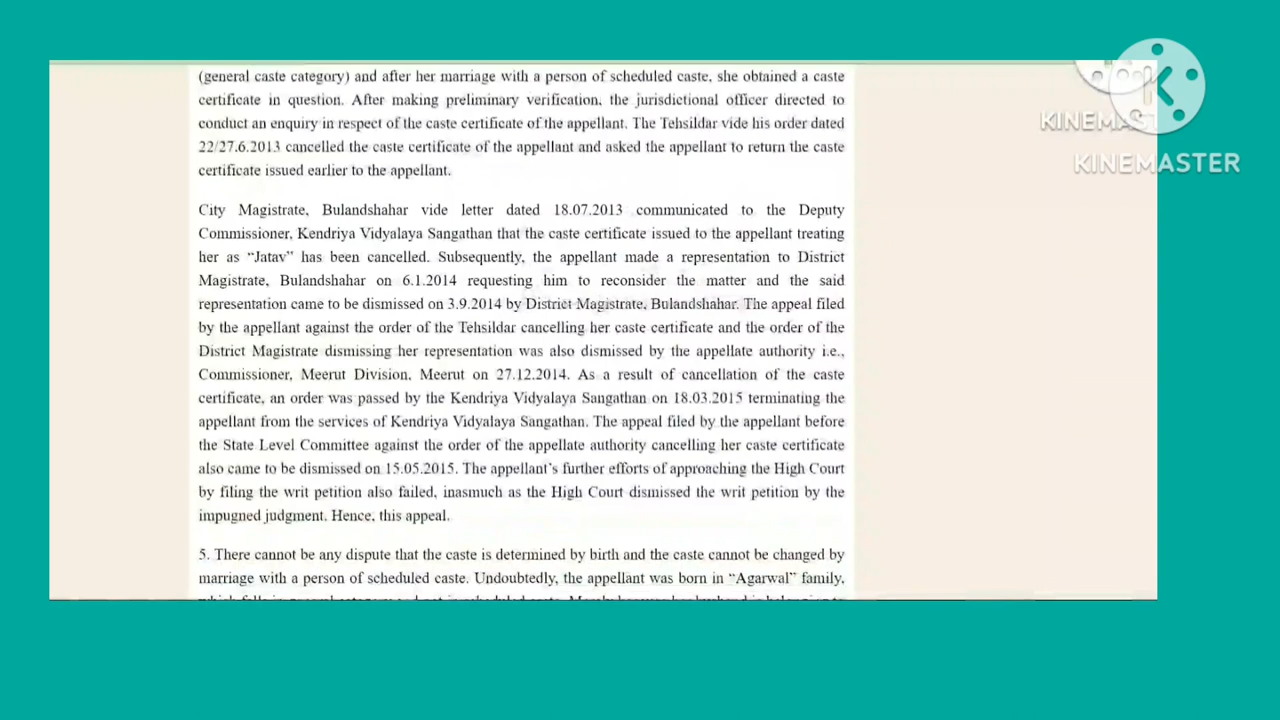 (general caste category) and after her marriage with a person of scheduled caste, she obtained a caste
certificate in question. After making preliminary verification, the jurisdictional officer directed to
conduct an enquiry in respect of the caste certificate of the appellant. The Tehsildar vide his order dated
22/27.6.2013 cancelled the caste certificate of the appellant and asked the appellant to return the caste
certificate issued earlier to the appellant.
City Magistrate, Bulandshahar vide letter dated 18.07.2013 communicated to the Deputy
Commissioner, Kendriya Vidyalaya Sangathan that the caste certificate issued to the appellant treating
her as “Jatav” has been cancelled. Subsequently, the appellant made a representation to District
Magistrate, Bulandshahar on 6.1.2014 requesting him to reconsider the matter and the said
representation came to be dismissed on 3.9.2014 by District Magistrate, Bulandshahar. The appeal filed
by the appellant against the order of the Tehsildar cancelling her caste certificate and the order of the
District Magistrate dismissing her representation was also dismissed by the appellate authority i.e.,
Commissioner, Meerut Division, Meerut on 27.12.2014. As a result of cancellation of the caste
certificate, an order was passed by the Kendriya Vidyalaya Sangathan on 18.03.2015 terminating the
appellant from the services of Kendriya Vidyalaya Sangathan. The appeal filed by the appellant before
the State Level Committee against the order of the appellate authority cancelling her caste certificate
also came to be dismissed on 15.05.2015. The appellant’s further efforts of approaching the High Court
by filing the writ petition also failed, inasmuch as the High Court dismissed the writ petition by the
impugned judgment. Hence, this appeal.
5. There cannot be any dispute that the caste is determined by birth and the caste cannot be changed by
marriage with a person of scheduled caste. Undoubtedly, the appellant was born in “Agarwal” family,
KINEMAST
KINEMASTER